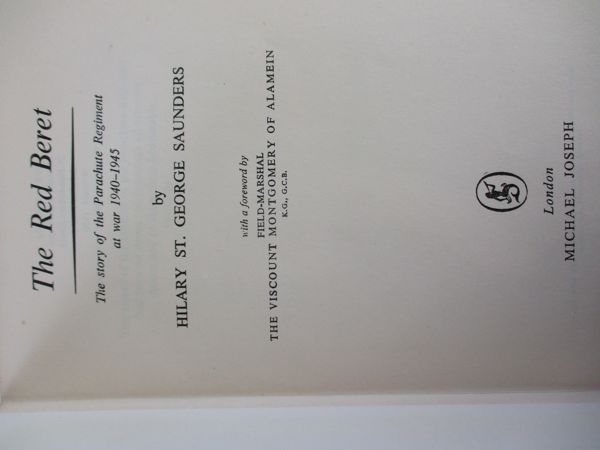 The Red Beret
The story of the Parachute Regiment
at war 1940–1945
by
HILARY ST. GEORGE SAUNDERS
with a foreword by
FIELD-MARSHAL
THE VISCOUNT MONTGOMERY OF ALAMEIN
K.G., G.C.B.
London
MICHAEL JOSEPH